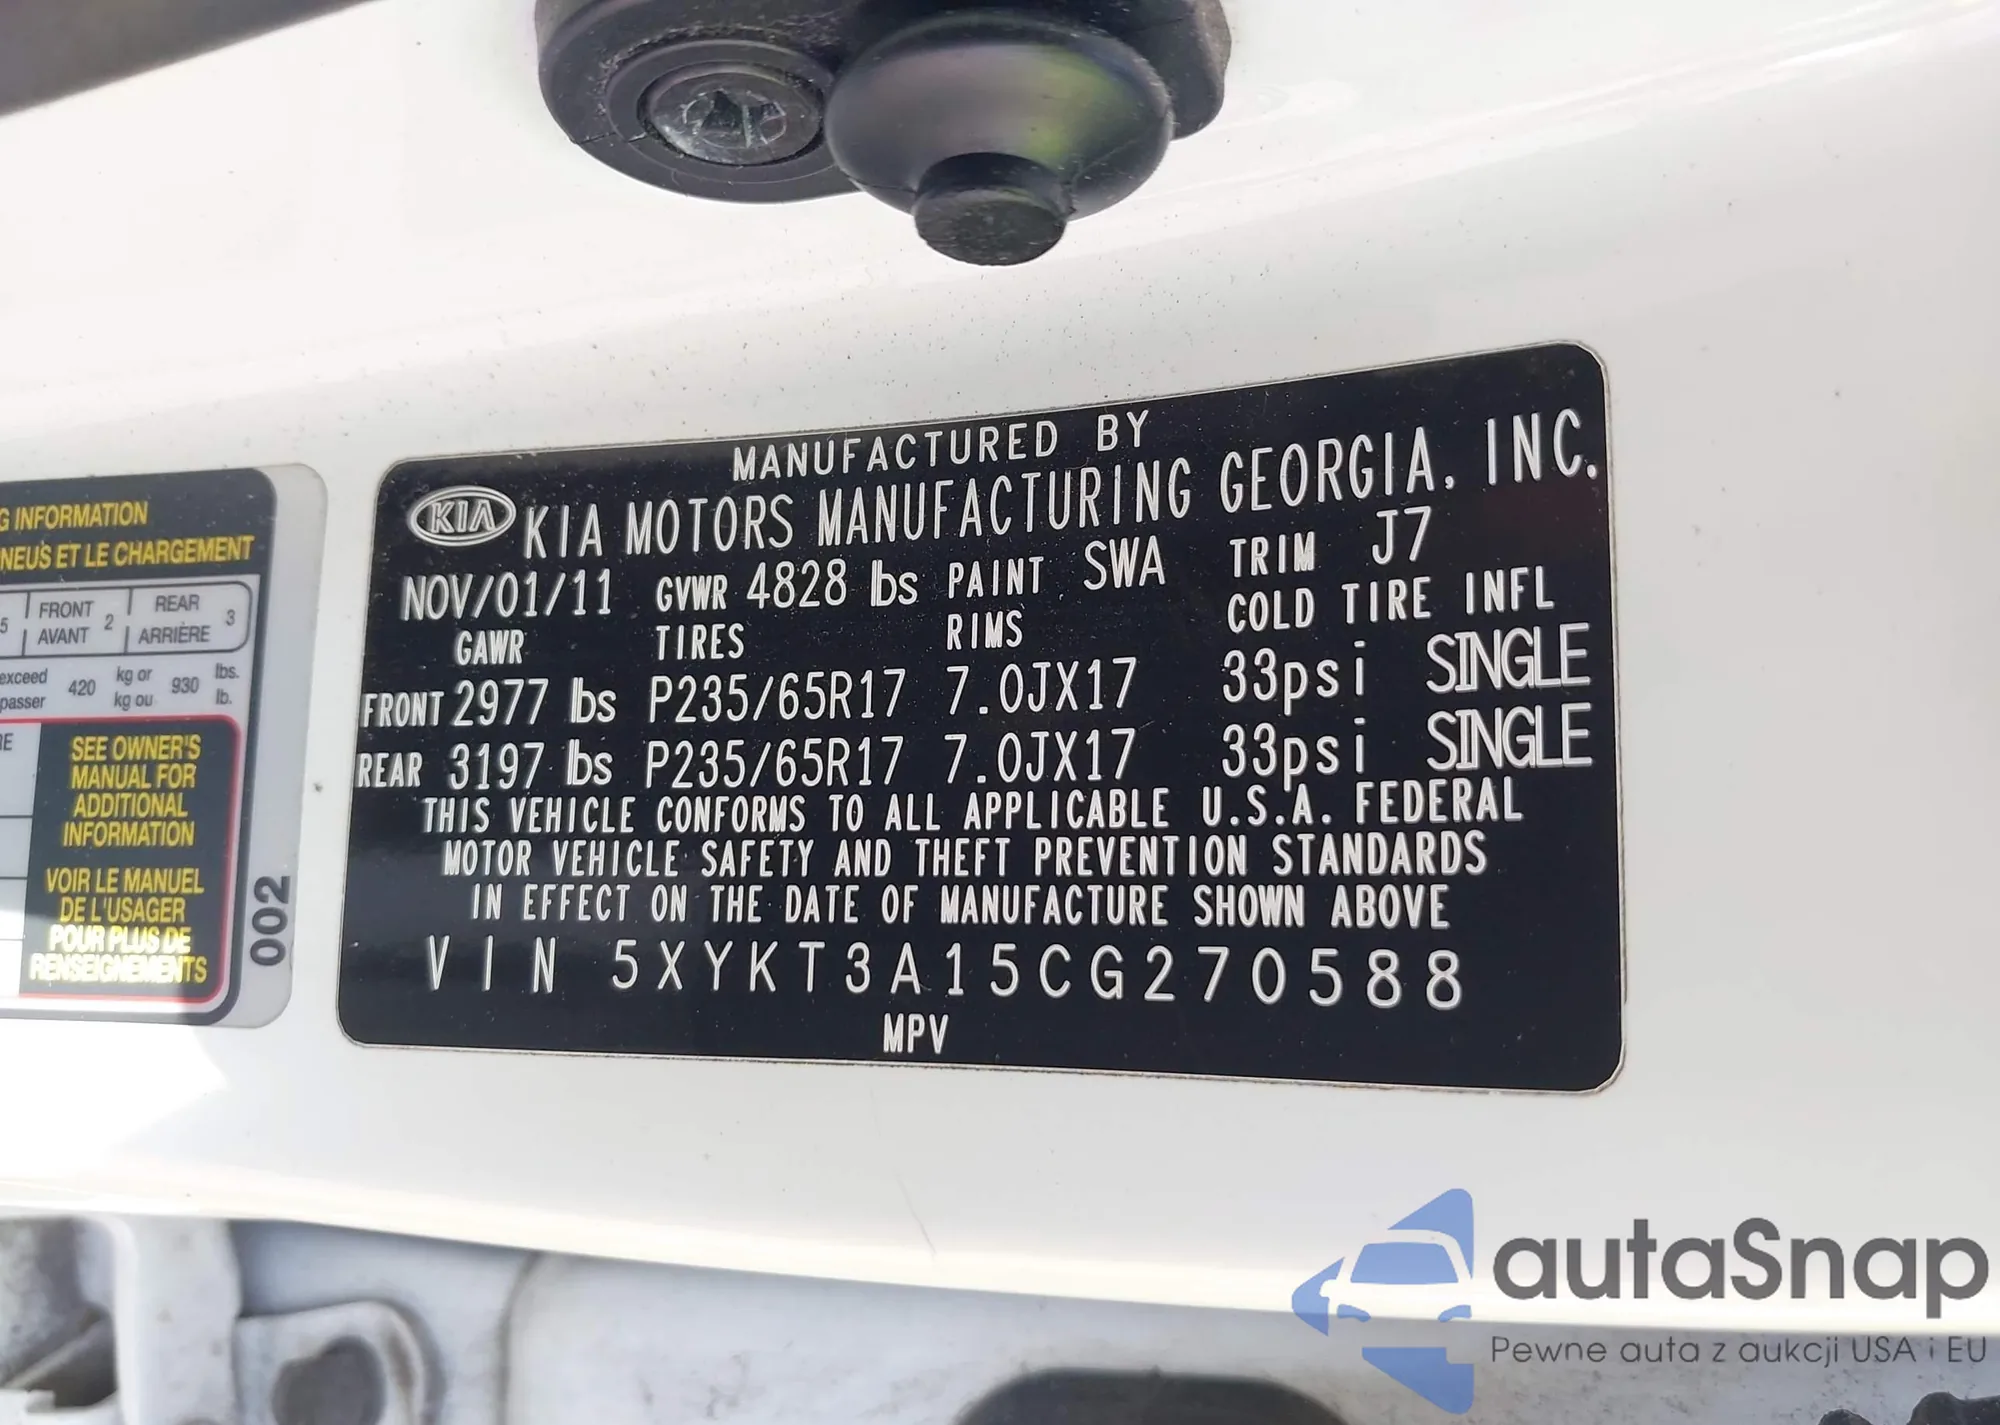 MANUFACTURED BY
KIA KIA MOTORS MANUFACTURING GEORGIA, INC.
NOV/01/11 GVWR 4828 lbs PAINT SWA TRIM J7
GAWR TIRES RIMS COLD TIRE INFL
FRONT 2977 lbs P235/65R17 7.0JX17 33psi SINGLE
REAR 3197 lbs P235/65R17 7.0JX17 33psi SINGLE
THIS VEHICLE CONFORMS TO ALL APPLICABLE U.S.A. FEDERAL
MOTOR VEHICLE SAFETY AND THEFT PREVENTION STANDARDS
IN EFFECT ON THE DATE OF MANUFACTURE SHOWN ABOVE
VIN 5XYKT3A15CG270588
MPV
INFORMATION
ET LE CHARGEMENT
5 FRONT 2 REAR 3
AVANT ARRIÈRE
exceed 420 kg or 930 lbs.
passer kg ou lb.
SEE OWNER'S
MANUAL FOR
ADDITIONAL
INFORMATION
VOIR LE MANUEL
DE L'USAGER
POUR PLUS DE
RENSEIGNEMENTS
002
autaSnap
Pewne auta z aukcji USA i EU